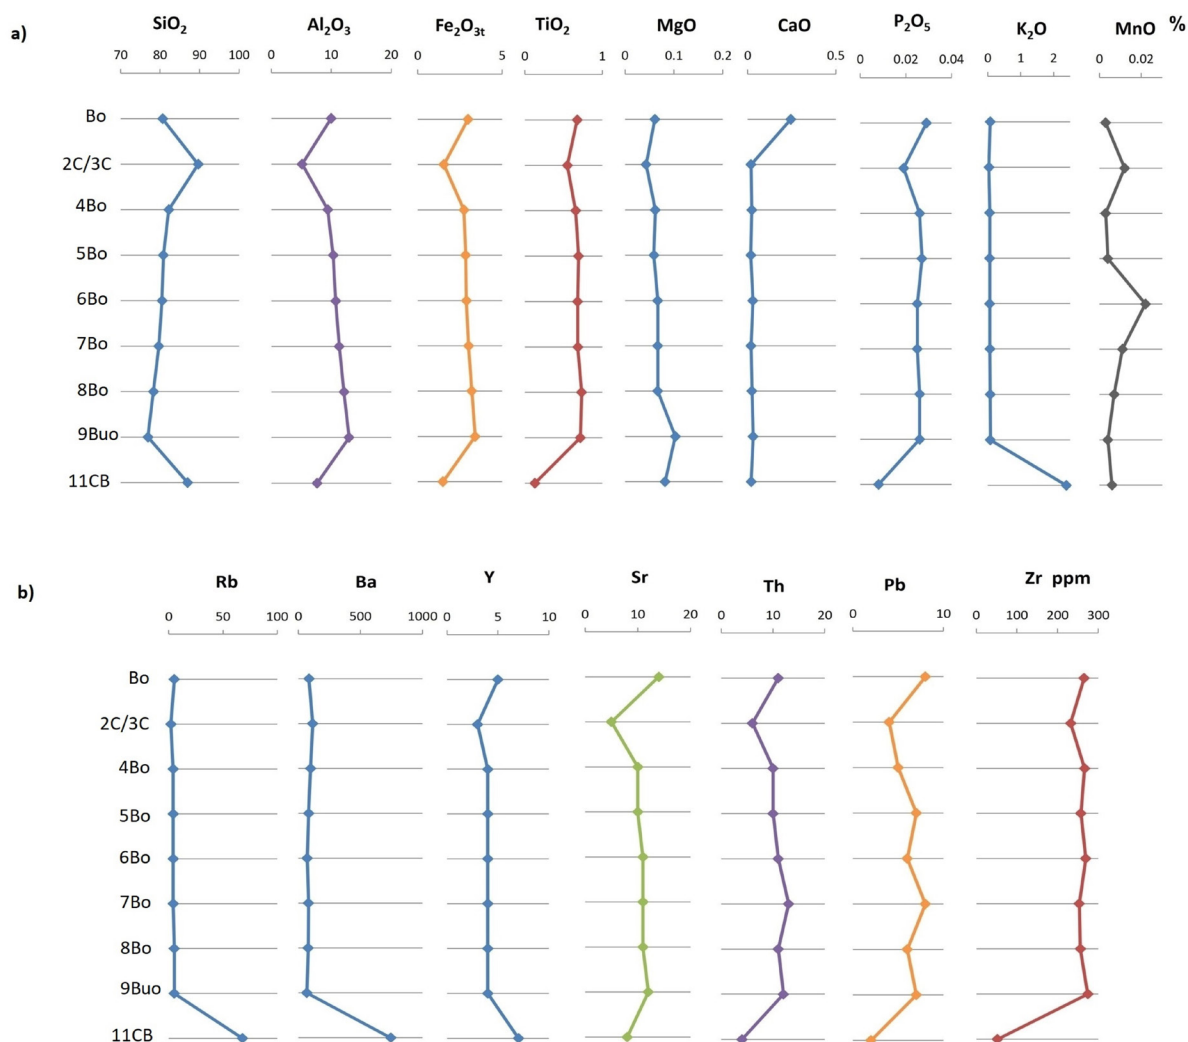 a)
SiO₂ Al₂O₃ Fe₂O₃t TiO₂ MgO CaO P₂O₅ K₂O MnO %
70 80 90 100 0 10 20 0 5 0 1 0 0.1 0.2 0 0.5 0 0.02 0.04 0 1 2 0 0.02
Bo
2C/3C
4Bo
5Bo
6Bo
7Bo
8Bo
9Buo
11CB
b)
Rb Ba Y Sr Th Pb Zr ppm
0 50 100 0 500 1000 0 5 10 0 10 20 0 10 20 0 10 0 100 200 300
Bo
2C/3C
4Bo
5Bo
6Bo
7Bo
8Bo
9Buo
11CB